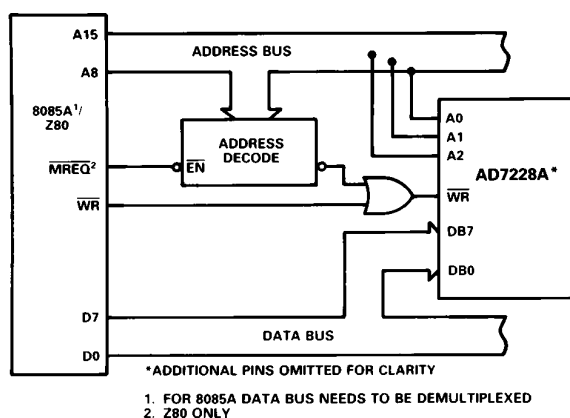 A15
ADDRESS BUS
A8
8085A¹/
Z80
ADDRESS
DECODE
A0
A1
A2
AD7228A*
MREQ²
EN
WR
WR
DB7
DB0
D7
DATA BUS
D0
*ADDITIONAL PINS OMITTED FOR CLARITY
1. FOR 8085A DATA BUS NEEDS TO BE DEMULTIPLEXED
2. Z80 ONLY